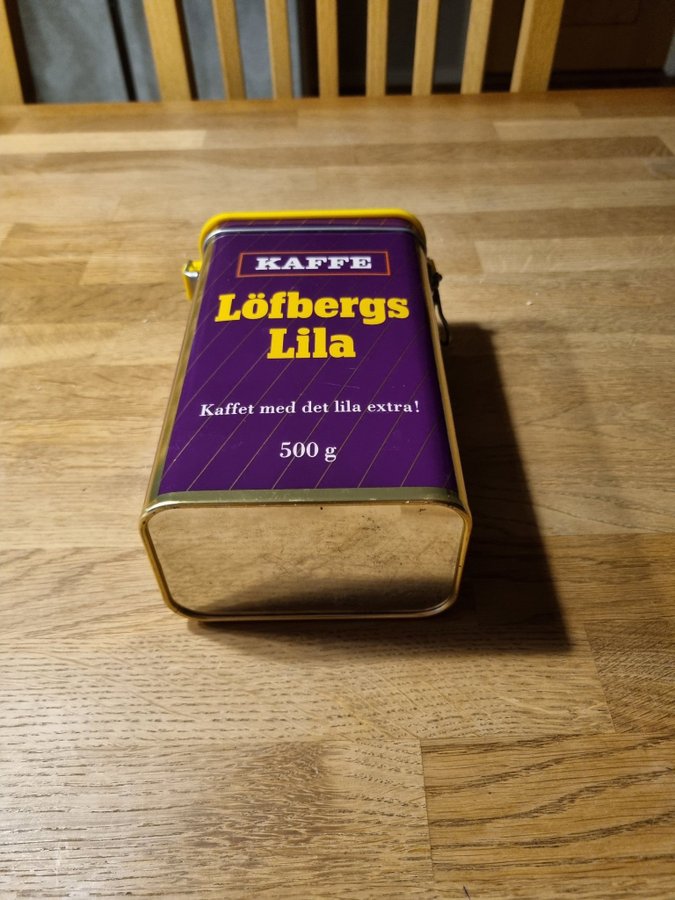 KAFFE
Löfbergs
Lila
Kaffet med det lila extra!
500 g